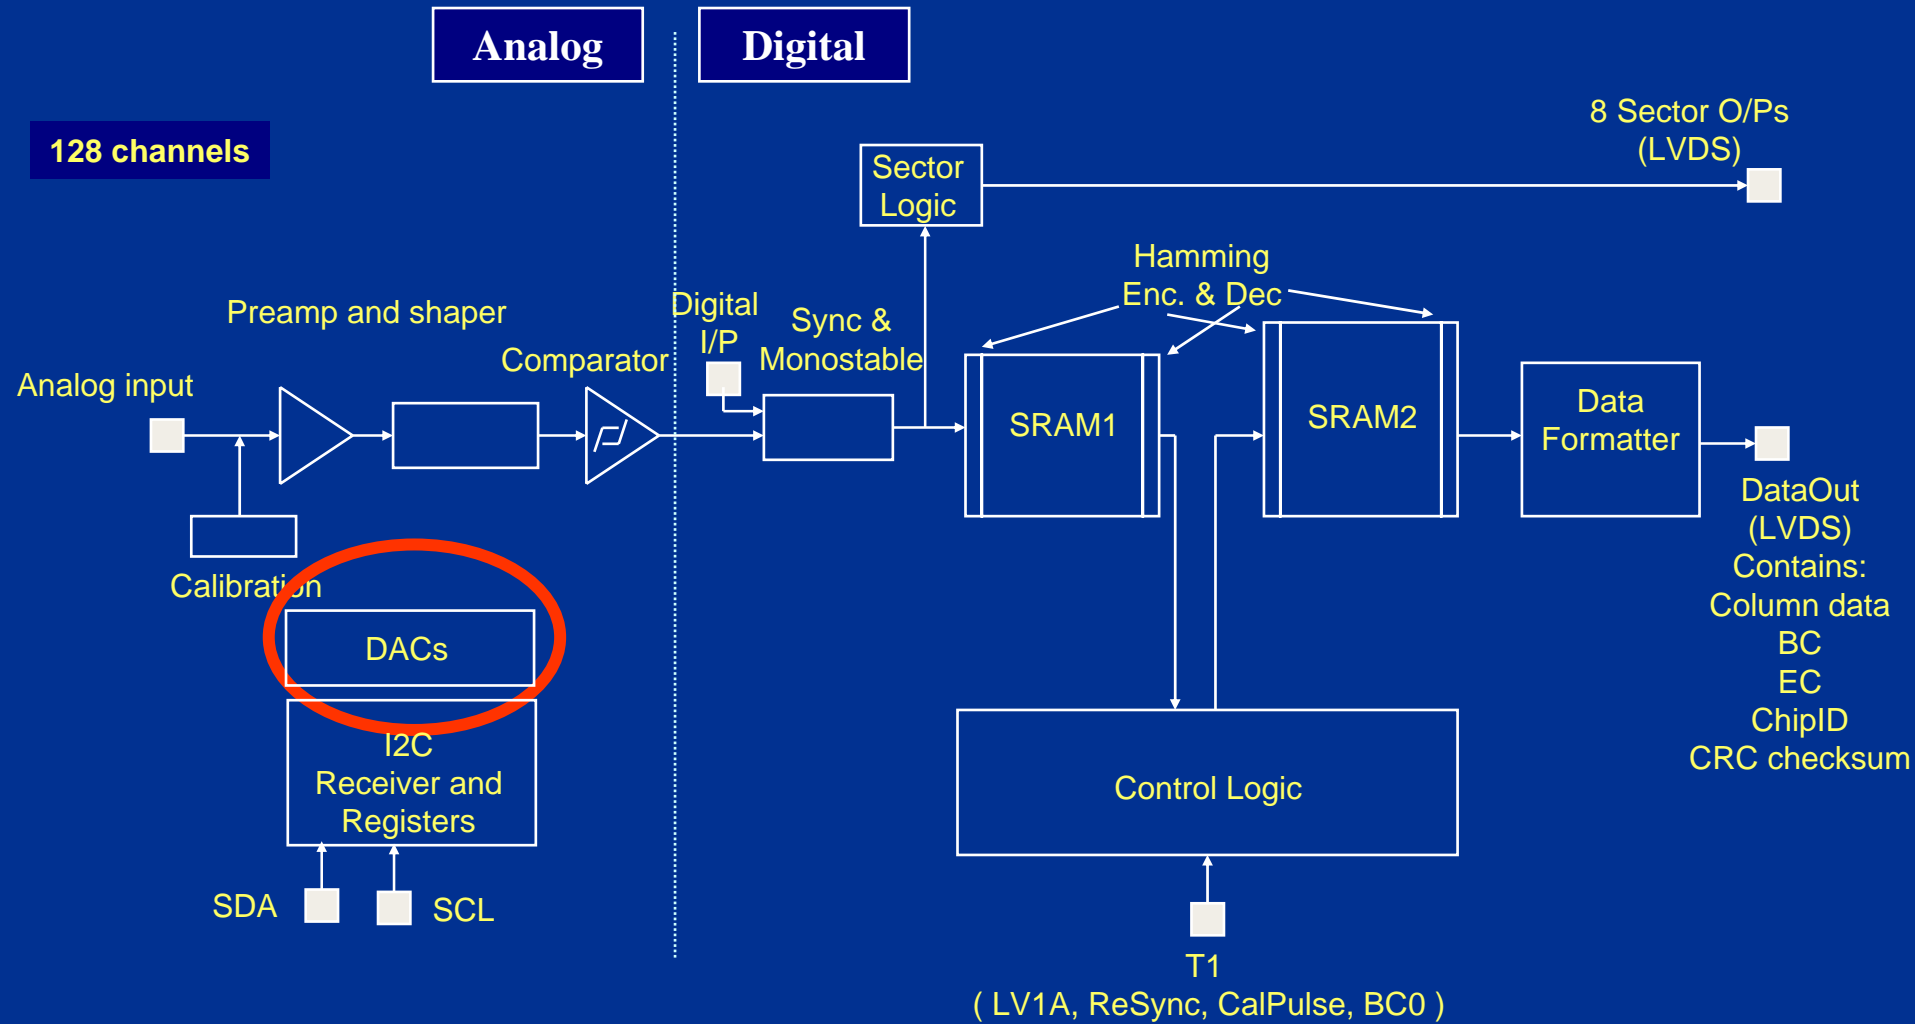 Analog
Digital
128 channels
8 Sector O/Ps
(LVDS)
Sector
Logic
Hamming
Enc. & Dec
Preamp and shaper
Digital
I/P
Sync &
Monostable
Comparator
Analog input
SRAM1
SRAM2
Data
Formatter
DataOut
(LVDS)
Contains:
Column data
BC
EC
ChipID
CRC checksum
Calibration
DACs
I2C
Receiver and
Registers
Control Logic
SDA
SCL
T1
( LV1A, ReSync, CalPulse, BC0 )